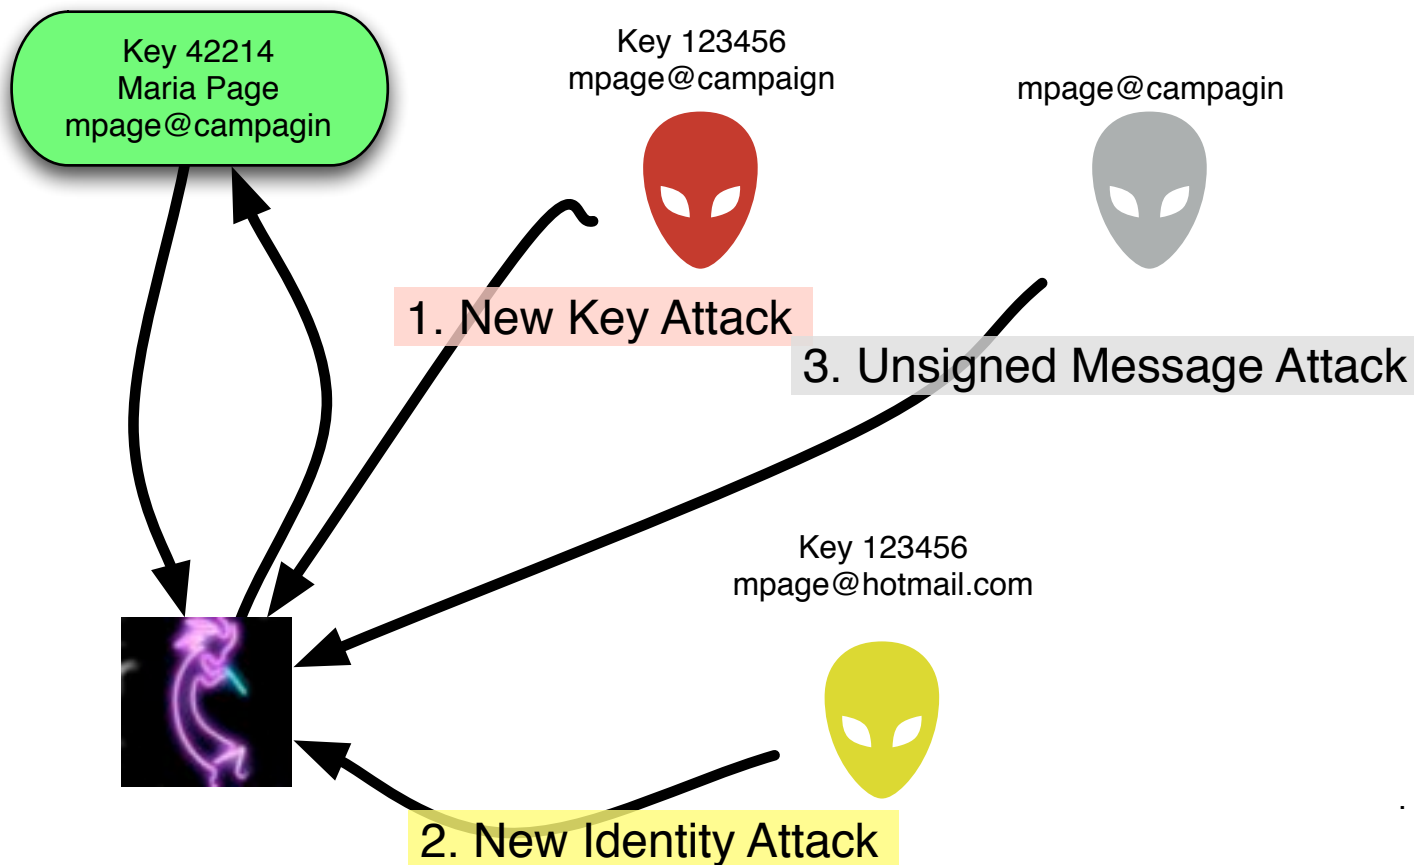 Key 42214
Maria Page
mpage@campagin
Key 123456
mpage@campaign
mpage@campagin
1. New Key Attack
3. Unsigned Message Attack
Key 123456
mpage@hotmail.com
2. New Identity Attack
.